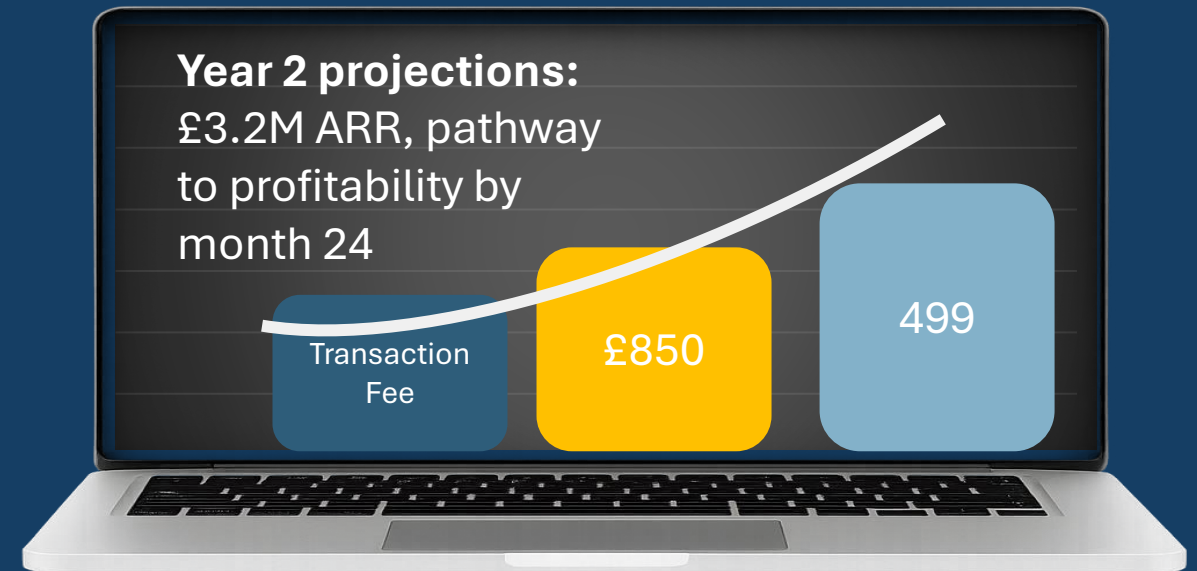 Year 2 projections:
£3.2M ARR, pathway
to profitability by
month 24
Transaction
Fee
£850
499